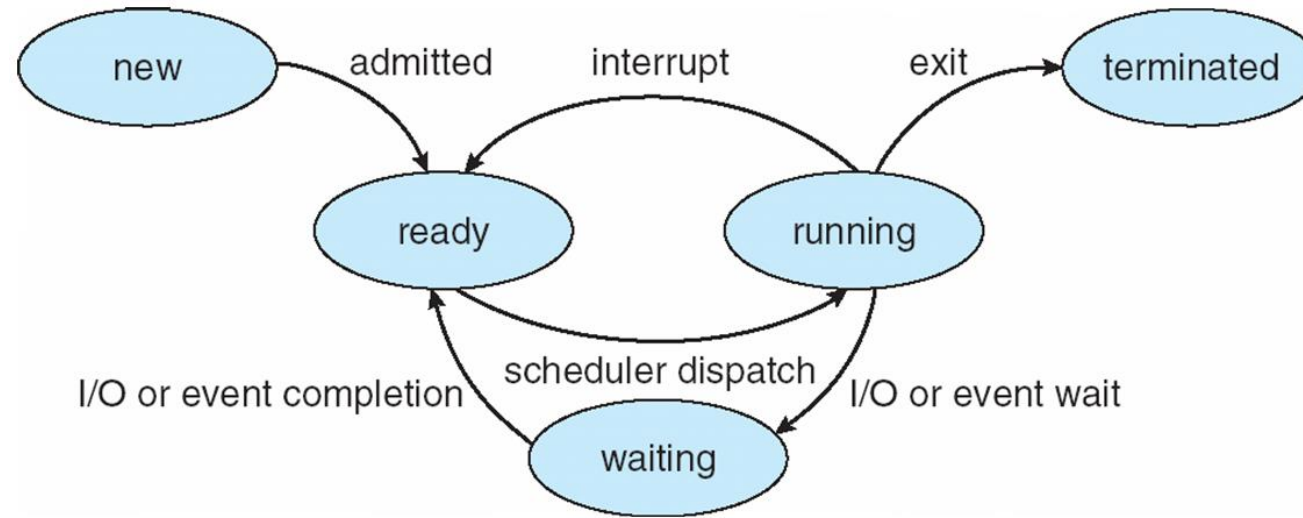 new
admitted
interrupt
exit
terminated
ready
running
scheduler dispatch
I/O or event completion
I/O or event wait
waiting